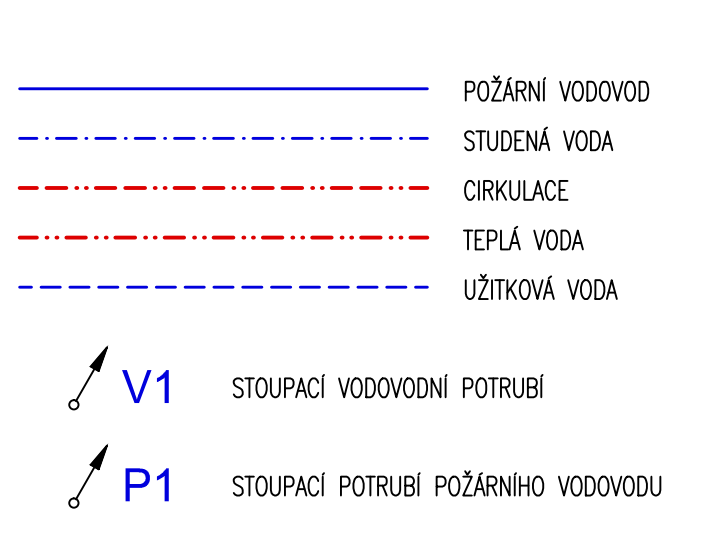 POŽÁRNÍ VODOVOD
STUDENÁ VODA
CIRKULACE
TEPLÁ VODA
UŽITKOVÁ VODA
V1 STOUPACÍ VODOVODNÍ POTRUBÍ
P1 STOUPACÍ POTRUBÍ POŽÁRNÍHO VODOVODU